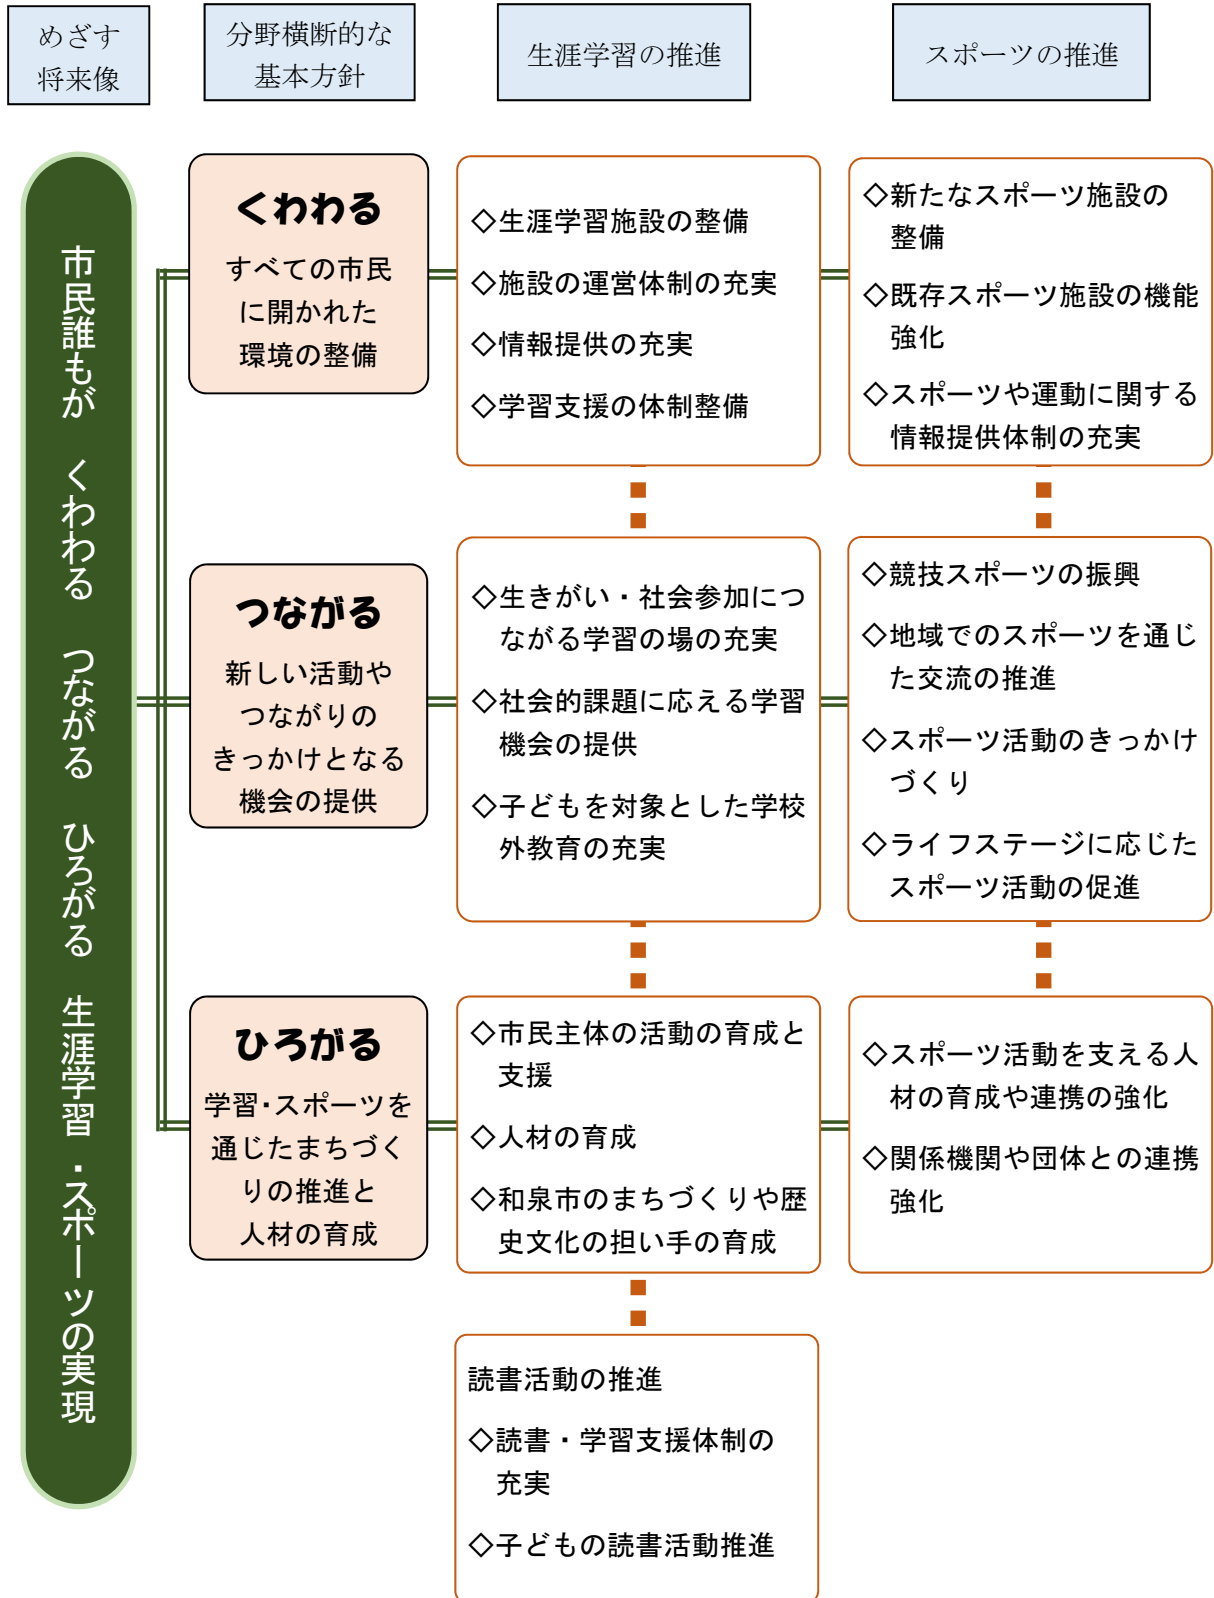 めざす
将来像
分野横断的な
基本方針
生涯学習の推進
スポーツの推進
市民誰もが　くわわる　つながる　ひろがる　生涯学習・スポーツの実現
くわわる
すべての市民
に開かれた
環境の整備
◇生涯学習施設の整備
◇施設の運営体制の充実
◇情報提供の充実
◇学習支援の体制整備
◇新たなスポーツ施設の
整備
◇既存スポーツ施設の機能
強化
◇スポーツや運動に関する
情報提供体制の充実
つながる
新しい活動や
つながりの
きっかけとなる
機会の提供
◇生きがい・社会参加につ
ながる学習の場の充実
◇社会的課題に応える学習
機会の提供
◇子どもを対象とした学校
外教育の充実
◇競技スポーツの振興
◇地域でのスポーツを通じ
た交流の推進
◇スポーツ活動のきっかけ
づくり
◇ライフステージに応じた
スポーツ活動の促進
ひろがる
学習・スポーツを
通じたまちづく
りの推進と
人材の育成
◇市民主体の活動の育成と
支援
◇人材の育成
◇和泉市のまちづくりや歴
史文化の担い手の育成
◇スポーツ活動を支える人
材の育成や連携の強化
◇関係機関や団体との連携
強化
読書活動の推進
◇読書・学習支援体制の
充実
◇子どもの読書活動推進